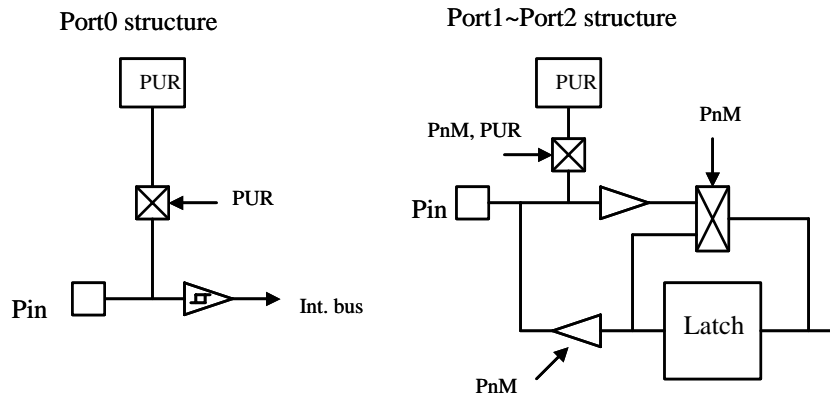 Port0 structure
PUR
PUR
Pin
Int. bus
Port1~Port2 structure
PUR
PnM, PUR
PnM
Pin
Latch
PnM